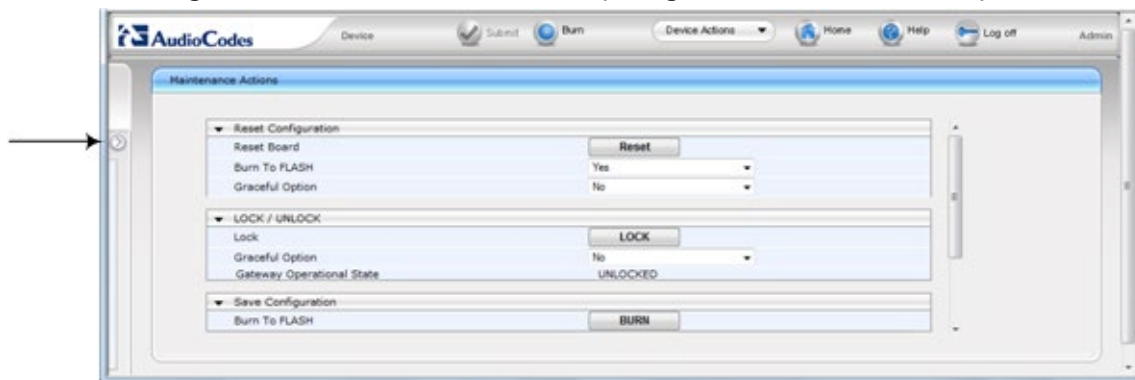 AudioCodes Device Submit Burn Device Actions Home Help Log off Admin
Maintenance Actions
Reset Configuration
Reset Board Reset
Burn To FLASH Yes
Graceful Option No
LOCK / UNLOCK
Lock LOCK
Graceful Option No
Gateway Operational State UNLOCKED
Save Configuration
Burn To FLASH BURN